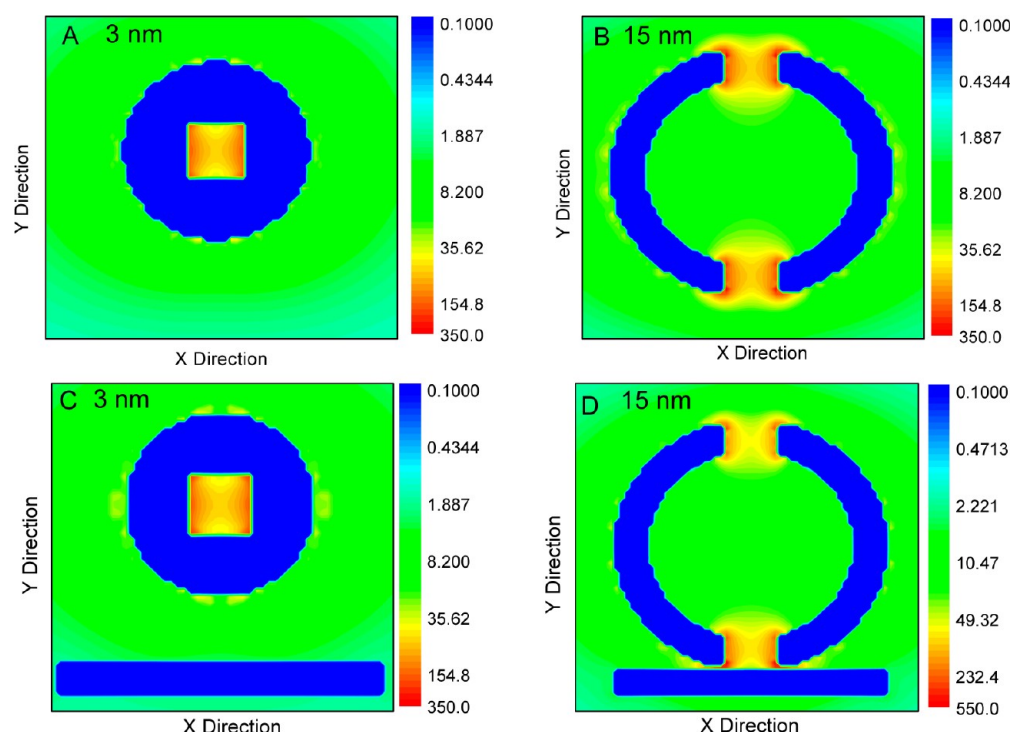 A 3 nm
Y Direction
X Direction
0.1000
0.4344
1.887
8.200
35.62
154.8
350.0
B 15 nm
Y Direction
X Direction
0.1000
0.4344
1.887
8.200
35.62
154.8
350.0
C 3 nm
Y Direction
X Direction
0.1000
0.4344
1.887
8.200
35.62
154.8
350.0
D 15 nm
Y Direction
X Direction
0.1000
0.4713
2.221
10.47
49.32
232.4
550.0